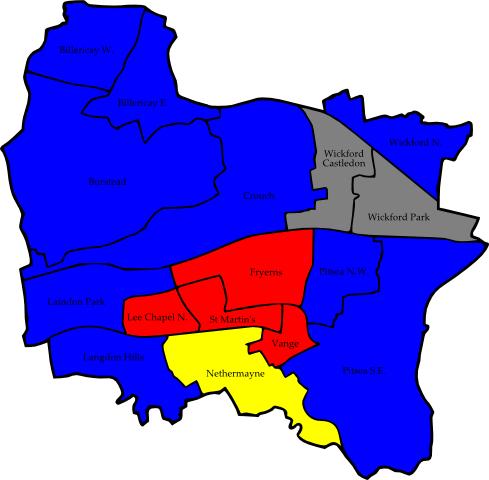 Billericay W.
Billericay E.
Burstead
Crouch
Wickford N.
Wickford
Castledon
Wickford Park
Laindon Park
Fryerns
Pitsea N.W.
Lee Chapel N.
St Martin's
Vange
Langdon Hills
Nethermayne
Pitsea S.E.